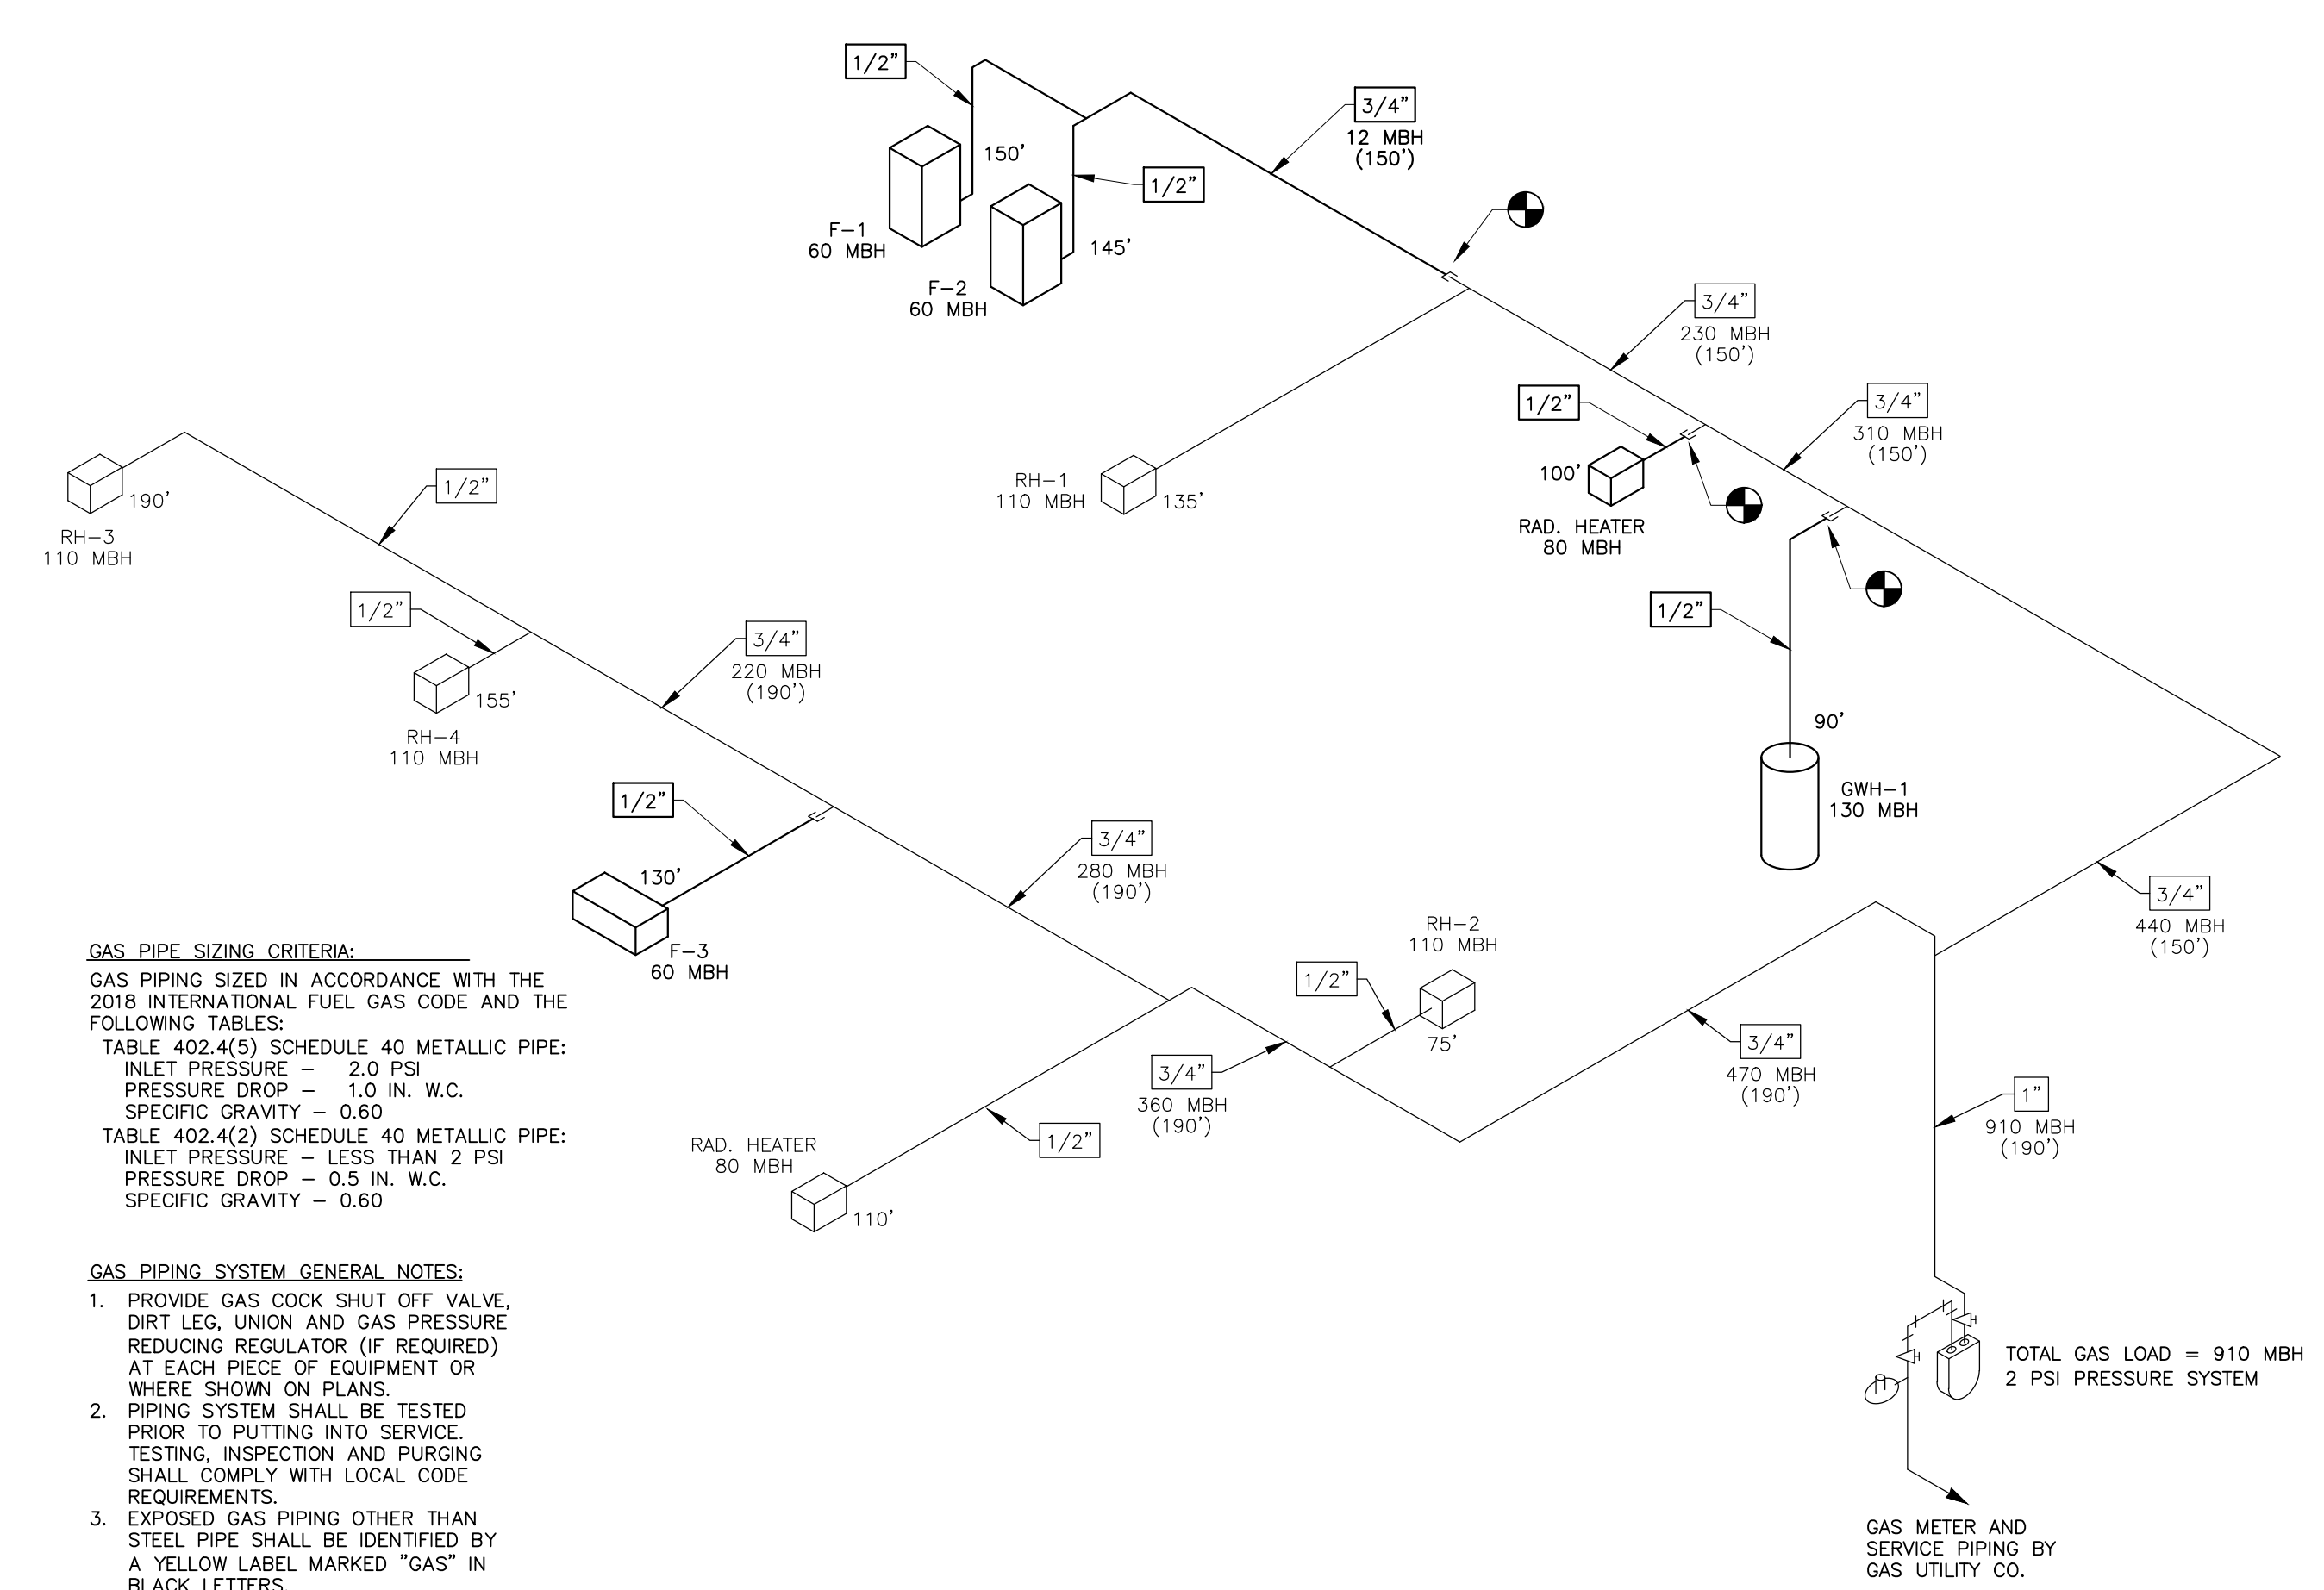 1/2"
3/4"
12 MBH
(150')
150'
1/2"
F-1
60 MBH
145'
F-2
60 MBH
3/4"
230 MBH
(150')
1/2"
3/4"
310 MBH
(150')
100'
RAD. HEATER
80 MBH
RH-1
110 MBH
135'
190'
RH-3
110 MBH
1/2"
1/2"
155'
RH-4
110 MBH
3/4"
220 MBH
(190')
1/2"
90'
GWH-1
130 MBH
1/2"
130'
F-3
60 MBH
3/4"
280 MBH
(190')
3/4"
440 MBH
(150')
RH-2
110 MBH
1/2"
75'
3/4"
360 MBH
(190')
3/4"
470 MBH
(190')
1"
910 MBH
(190')
1/2"
RAD. HEATER
80 MBH
110'
TOTAL GAS LOAD = 910 MBH
2 PSI PRESSURE SYSTEM
GAS METER AND
SERVICE PIPING BY
GAS UTILITY CO.
GAS PIPE SIZING CRITERIA:
GAS PIPING SIZED IN ACCORDANCE WITH THE
2018 INTERNATIONAL FUEL GAS CODE AND THE
FOLLOWING TABLES:
TABLE 402.4(5) SCHEDULE 40 METALLIC PIPE:
INLET PRESSURE - 2.0 PSI
PRESSURE DROP - 1.0 IN. W.C.
SPECIFIC GRAVITY - 0.60
TABLE 402.4(2) SCHEDULE 40 METALLIC PIPE:
INLET PRESSURE - LESS THAN 2 PSI
PRESSURE DROP - 0.5 IN. W.C.
SPECIFIC GRAVITY - 0.60
GAS PIPING SYSTEM GENERAL NOTES:
1. PROVIDE GAS COCK SHUT OFF VALVE,
DIRT LEG, UNION AND GAS PRESSURE
REDUCING REGULATOR (IF REQUIRED)
AT EACH PIECE OF EQUIPMENT OR
WHERE SHOWN ON PLANS.
2. PIPING SYSTEM SHALL BE TESTED
PRIOR TO PUTTING INTO SERVICE.
TESTING, INSPECTION AND PURGING
SHALL COMPLY WITH LOCAL CODE
REQUIREMENTS.
3. EXPOSED GAS PIPING OTHER THAN
STEEL PIPE SHALL BE IDENTIFIED BY
A YELLOW LABEL MARKED "GAS" IN
BLACK LETTERS.